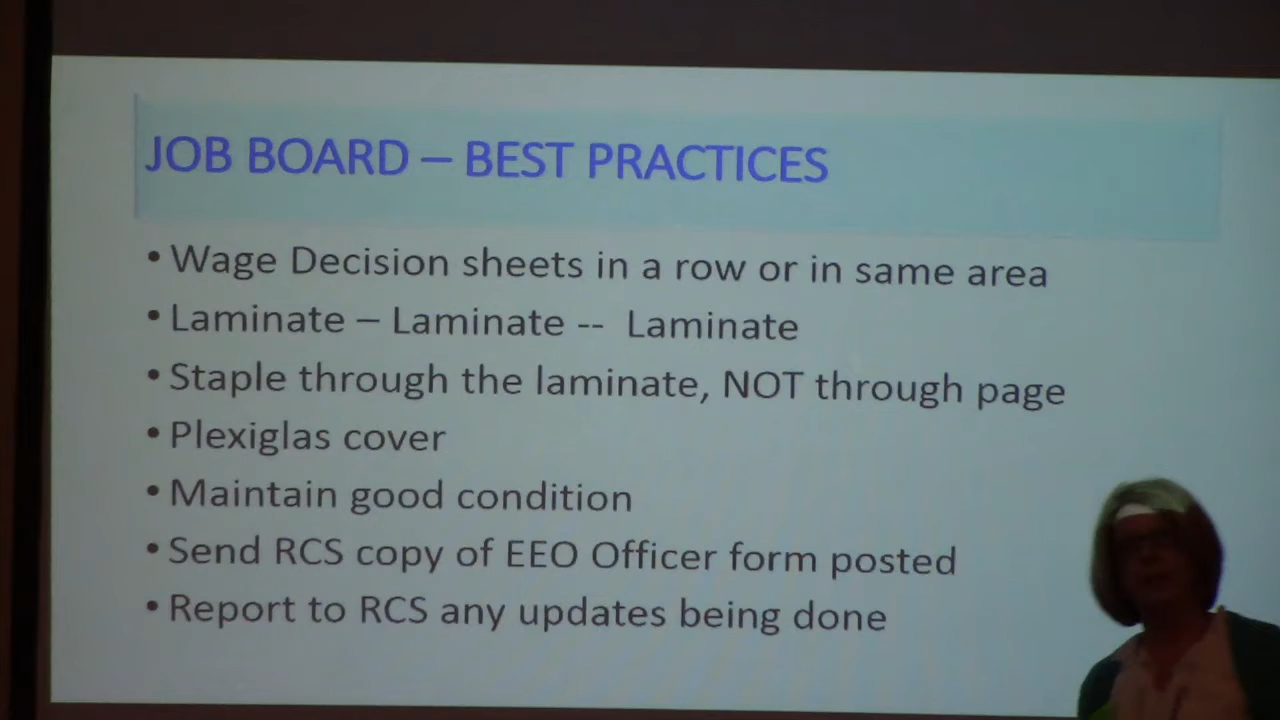 JOB BOARD – BEST PRACTICES
• Wage Decision sheets in a row or in same area
• Laminate – Laminate -- Laminate
• Staple through the laminate, NOT through page
• Plexiglas cover
• Maintain good condition
• Send RCS copy of EEO Officer form posted
• Report to RCS any updates being done